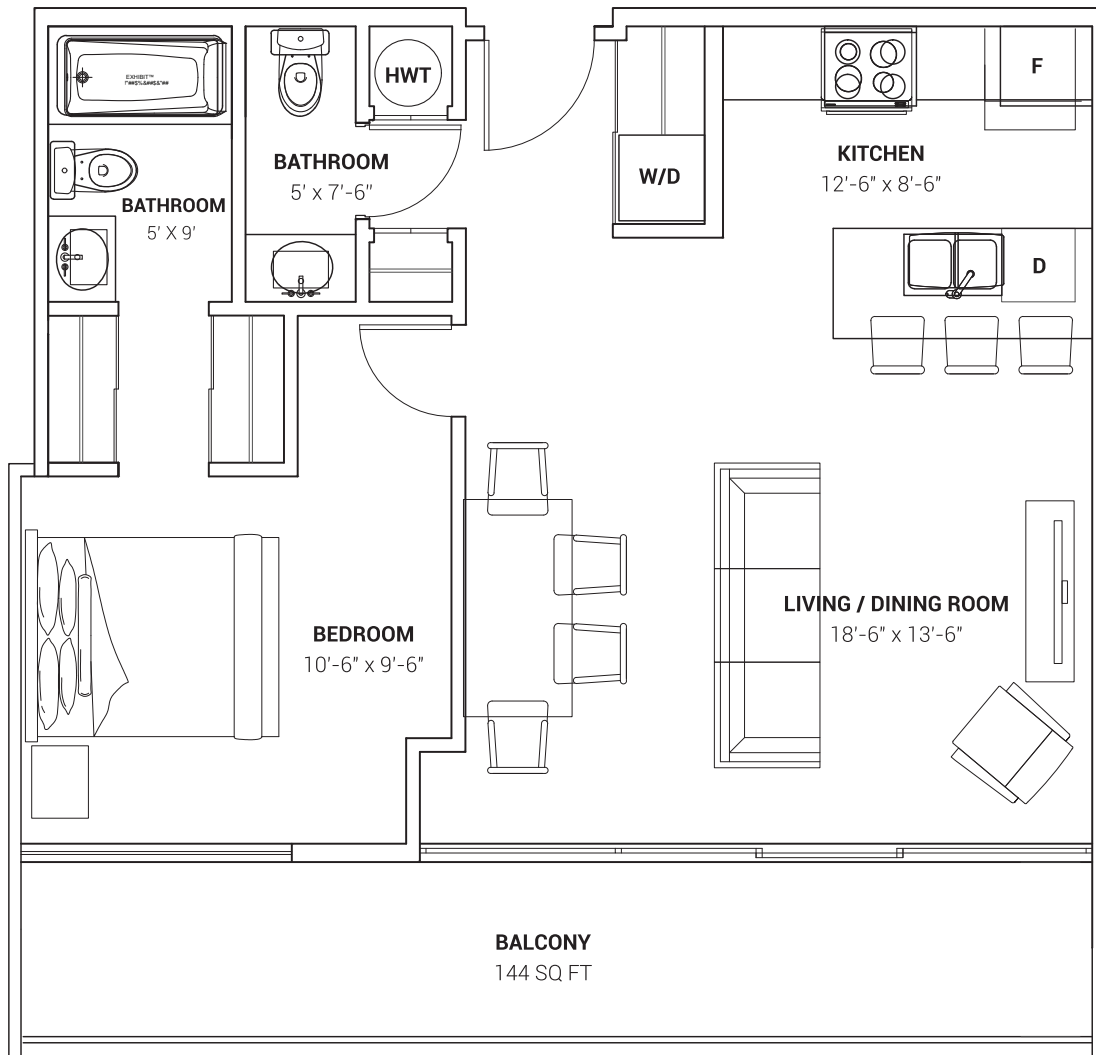 HWT
F
EXHIBIT™
BATHROOM
5' x 7'-6"
KITCHEN
12'-6" x 8'-6"
W/D
BATHROOM
5' X 9'
D
LIVING / DINING ROOM
18'-6" x 13'-6"
BEDROOM
10'-6" x 9'-6"
BALCONY
144 SQ FT